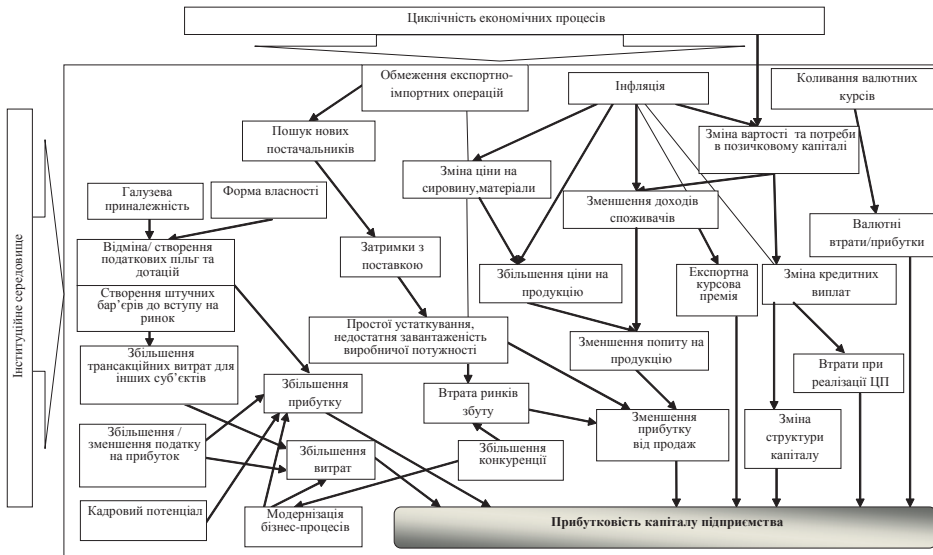 Циклічність економічних процесів
Інституційне середовище
Обмеження експортно-
імпортних операцій
Інфляція
Коливання валютних
курсів
Пошук нових
постачальників
Зміна вартості та потреби
в позичковому капіталі
Зміна ціни на
сировину,матеріали
Галузева
приналежність
Форма власності
Зменшення доходів
споживачів
Валютні
втрати/прибутки
Відміна/ створення
податкових пільг та
дотацій
Затримки з
поставкою
Збільшення ціни на
продукцію
Експортна
курсова
премія
Зміна кредитних
виплат
Створення штучних
бар’єрів до вступу на
ринок
Простої устаткування,
недостатня завантаженість
виробничої потужності
Зменшення попиту на
продукцію
Збільшення
трансакційних витрат для
інших суб’єктів
Втрати при
реалізації ЦП
Збільшення
прибутку
Втрата ринків
збуту
Зменшення
прибутку
від продаж
Зміна
структури
капіталу
Збільшення /
зменшення податку
на прибуток
Збільшення
витрат
Збільшення
конкуренції
Кадровий потенціал
Модернізація
бізнес-процесів
Прибутковість капіталу підприємства